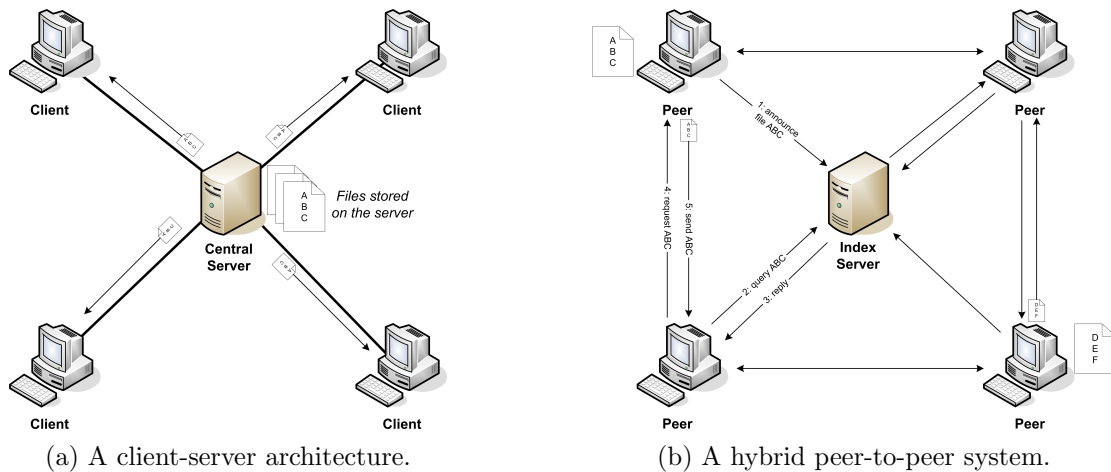 Client
Client
A
B
C
A
B
C
A
B
C
Files stored
on the server
Central
Server
A
B
C
A
B
C
Client
Client
(a) A client-server architecture.
A
B
C
Peer
Peer
1: announce
file ABC
A
B
C
4: request ABC
5: send ABC
Index
Server
2: query ABC
3: reply
D
E
F
D
E
F
Peer
Peer
(b) A hybrid peer-to-peer system.